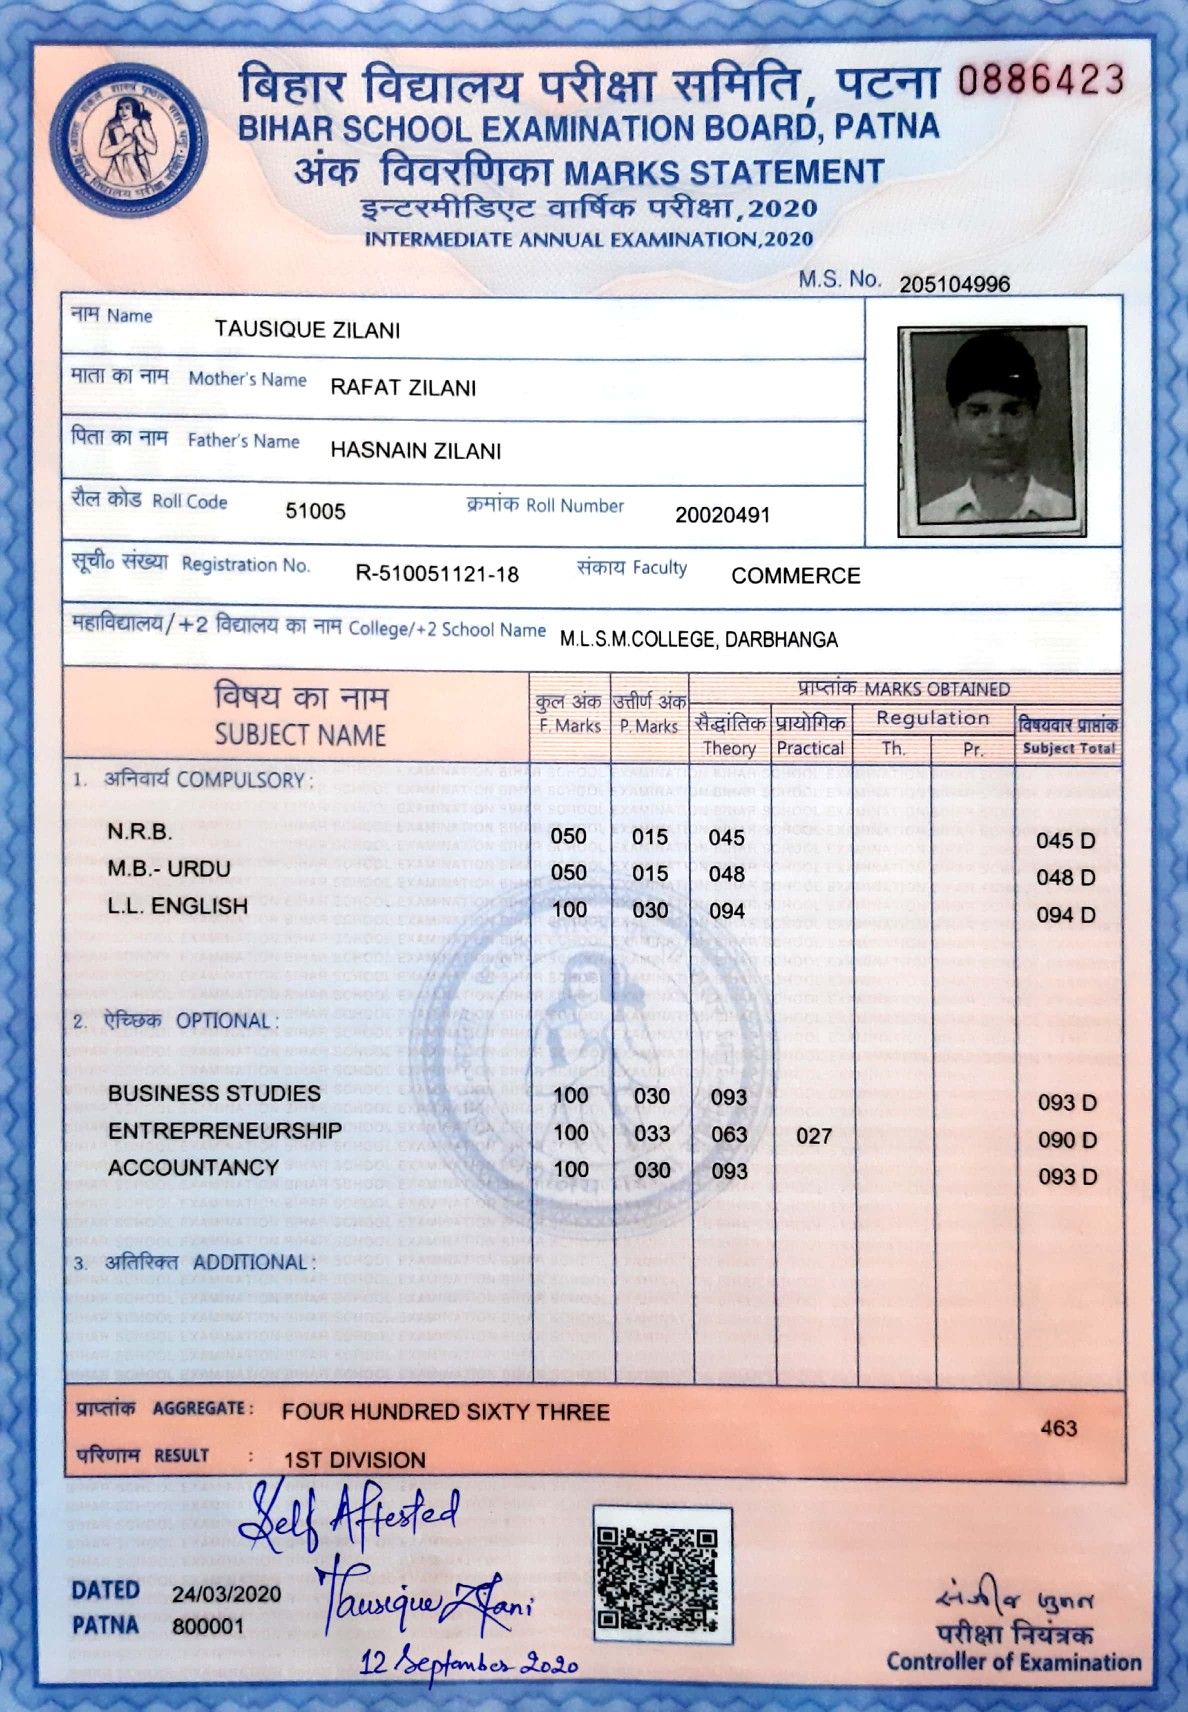 बिहार विद्यालय परीक्षा समिति, पटना 0886423
BIHAR SCHOOL EXAMINATION BOARD, PATNA
अंक विवरणिका MARKS STATEMENT
इन्टरमीडिएट वार्षिक परीक्षा,2020
INTERMEDIATE ANNUAL EXAMINATION,2020
M.S. No. 205104996
नाम Name TAUSIQUE ZILANI
माता का नाम Mother's Name RAFAT ZILANI
पिता का नाम Father's Name HASNAIN ZILANI
रौल कोड Roll Code 51005 क्रमांक Roll Number 20020491
सूची० संख्या Registration No. R-510051121-18 संकाय Faculty COMMERCE
महाविद्यालय/+2 विद्यालय का नाम College/+2 School Name M.L.S.M.COLLEGE, DARBHANGA
विषय का नाम कुल अंक उत्तीर्ण अंक प्राप्तांक MARKS OBTAINED
SUBJECT NAME F. Marks P. Marks सैद्धांतिक प्रायोगिक Regulation विषयवार प्राप्तांक
Theory Practical Th. Pr. Subject Total
1. अनिवार्य COMPULSORY:
N.R.B. 050 015 045 045 D
M.B.- URDU 050 015 048 048 D
L.L. ENGLISH 100 030 094 094 D
2. ऐच्छिक OPTIONAL:
BUSINESS STUDIES 100 030 093 093 D
ENTREPRENEURSHIP 100 033 063 027 090 D
ACCOUNTANCY 100 030 093 093 D
3. अतिरिक्त ADDITIONAL:
प्राप्तांक AGGREGATE: FOUR HUNDRED SIXTY THREE 463
परिणाम RESULT : 1ST DIVISION
Self Attested
DATED 24/03/2020 Tausique Zilani
PATNA 800001
12 September 2020
परीक्षा नियंत्रक
Controller of Examination